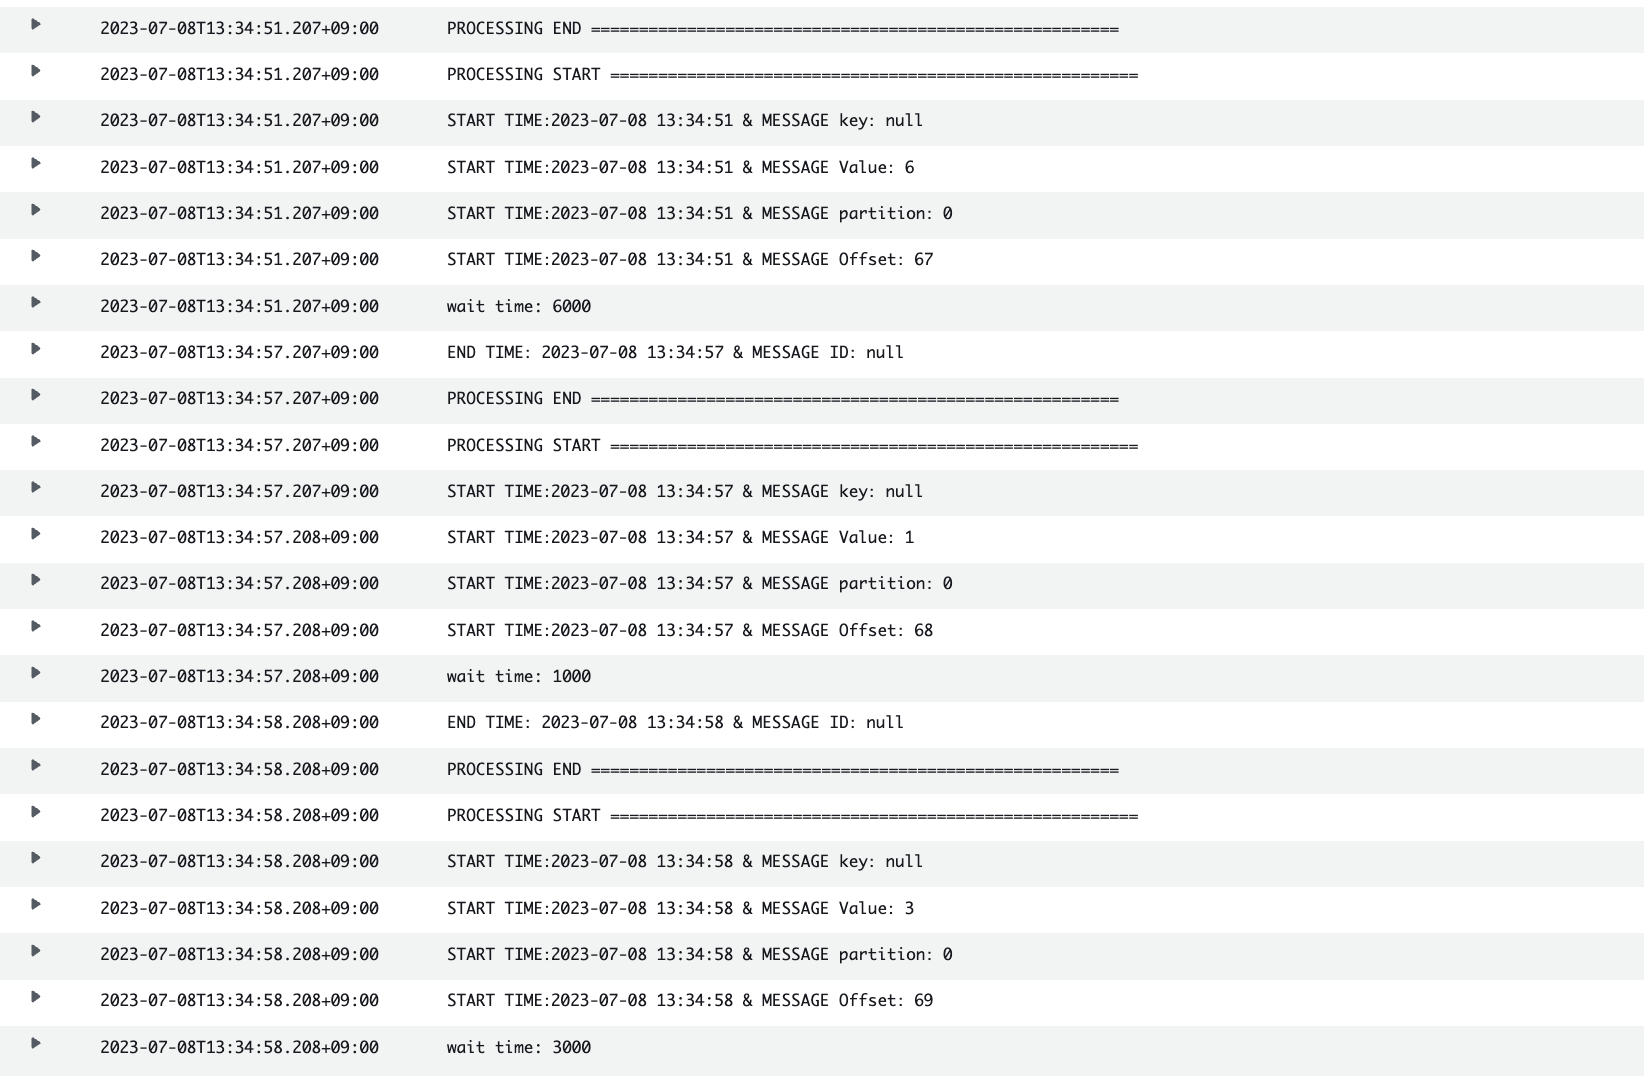 2023-07-08T13:34:51.207+09:00 PROCESSING END =======================================================
2023-07-08T13:34:51.207+09:00 PROCESSING START =======================================================
2023-07-08T13:34:51.207+09:00 START TIME:2023-07-08 13:34:51 & MESSAGE key: null
2023-07-08T13:34:51.207+09:00 START TIME:2023-07-08 13:34:51 & MESSAGE Value: 6
2023-07-08T13:34:51.207+09:00 START TIME:2023-07-08 13:34:51 & MESSAGE partition: 0
2023-07-08T13:34:51.207+09:00 START TIME:2023-07-08 13:34:51 & MESSAGE Offset: 67
2023-07-08T13:34:51.207+09:00 wait time: 6000
2023-07-08T13:34:57.207+09:00 END TIME: 2023-07-08 13:34:57 & MESSAGE ID: null
2023-07-08T13:34:57.207+09:00 PROCESSING END =======================================================
2023-07-08T13:34:57.207+09:00 PROCESSING START =======================================================
2023-07-08T13:34:57.207+09:00 START TIME:2023-07-08 13:34:57 & MESSAGE key: null
2023-07-08T13:34:57.208+09:00 START TIME:2023-07-08 13:34:57 & MESSAGE Value: 1
2023-07-08T13:34:57.208+09:00 START TIME:2023-07-08 13:34:57 & MESSAGE partition: 0
2023-07-08T13:34:57.208+09:00 START TIME:2023-07-08 13:34:57 & MESSAGE Offset: 68
2023-07-08T13:34:57.208+09:00 wait time: 1000
2023-07-08T13:34:58.208+09:00 END TIME: 2023-07-08 13:34:58 & MESSAGE ID: null
2023-07-08T13:34:58.208+09:00 PROCESSING END =======================================================
2023-07-08T13:34:58.208+09:00 PROCESSING START =======================================================
2023-07-08T13:34:58.208+09:00 START TIME:2023-07-08 13:34:58 & MESSAGE key: null
2023-07-08T13:34:58.208+09:00 START TIME:2023-07-08 13:34:58 & MESSAGE Value: 3
2023-07-08T13:34:58.208+09:00 START TIME:2023-07-08 13:34:58 & MESSAGE partition: 0
2023-07-08T13:34:58.208+09:00 START TIME:2023-07-08 13:34:58 & MESSAGE Offset: 69
2023-07-08T13:34:58.208+09:00 wait time: 3000